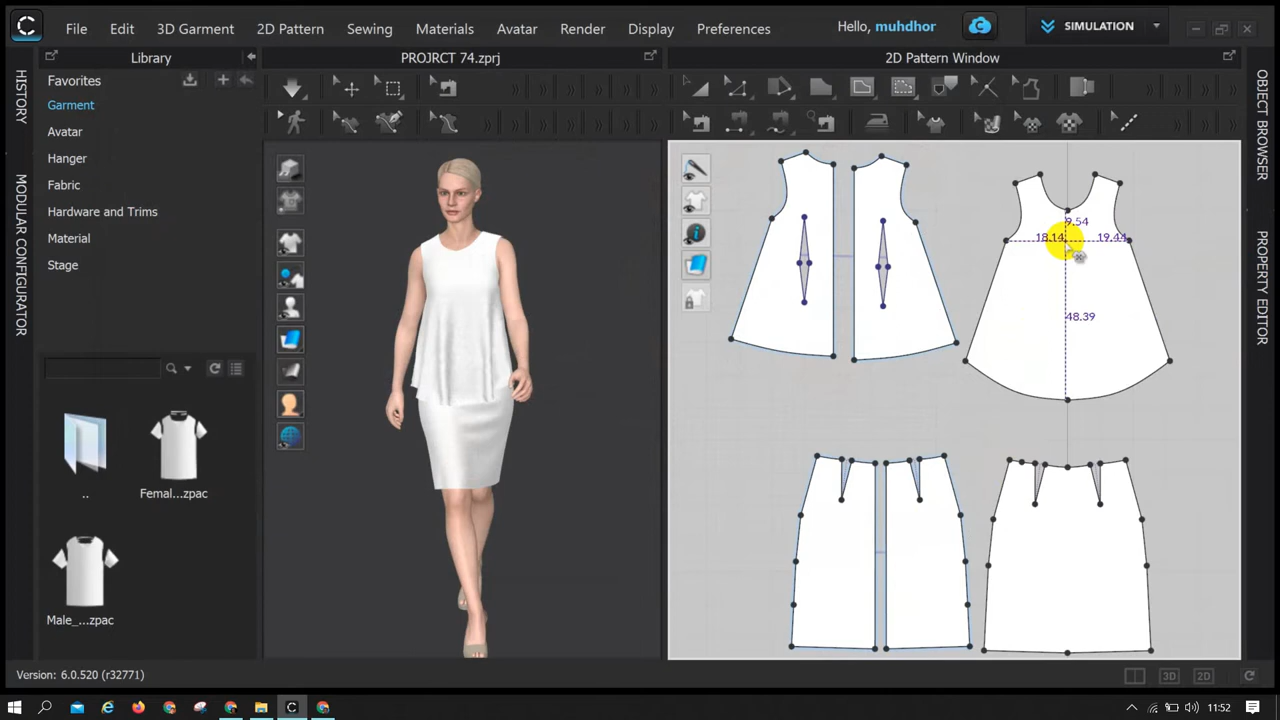 File Edit 3D Garment 2D Pattern Sewing Materials Avatar Render Display Preferences Hello, muhdhor SIMULATION
Library PROJRCT 74.zprj 2D Pattern Window
HISTORY
MODULAR CONFIGURATOR
Favorites
Garment
Avatar
Hanger
Fabric
Hardware and Trims
Material
Stage
..
Femal...zpac
Male_...zpac
9.54
18.14 19.44
48.39
OBJECT BROWSER
PROPERTY EDITOR
Version: 6.0.520 (r32771)
3D 2D
11:52